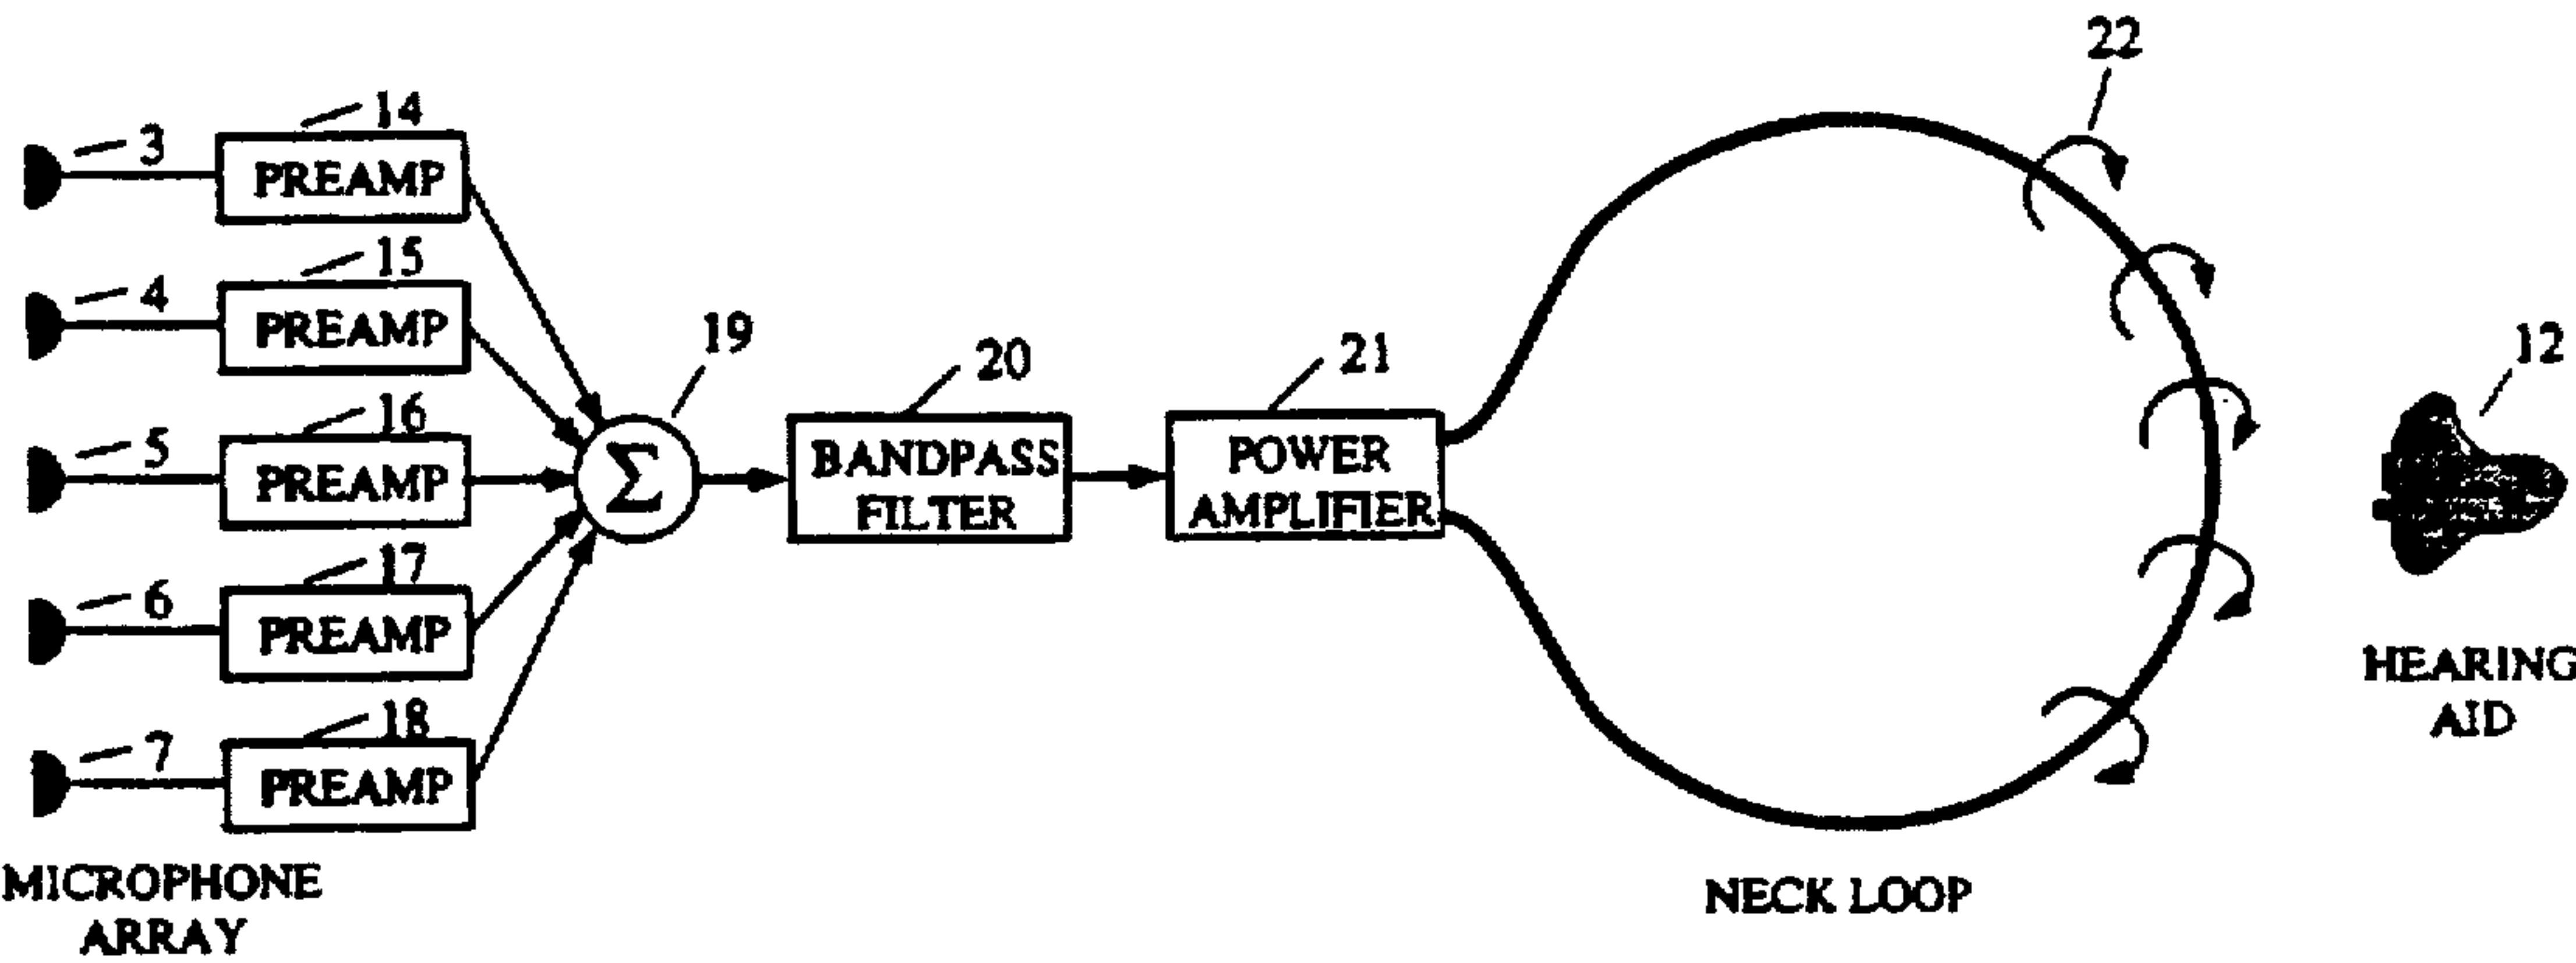 22
14
3
PREAMP
15
4
PREAMP
19
20
21
12
16
5
PREAMP
Σ
BANDPASS
FILTER
POWER
AMPLIFIER
17
6
PREAMP
HEARING
AID
18
7
PREAMP
MICROPHONE
ARRAY
NECK LOOP